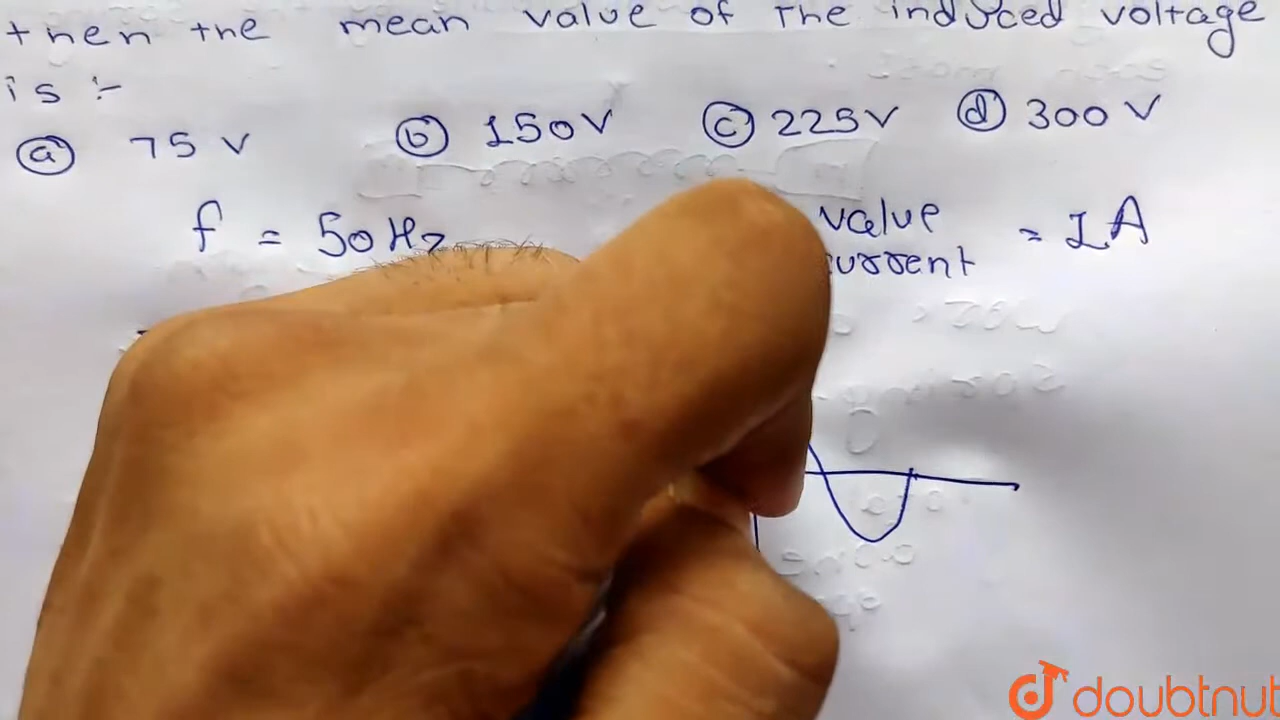 then the mean value of the induced voltage
is :-
(a) 75 V (b) 150V (c) 225V (d) 300 V
f = 50 Hz value = 1A
current
doubtnut